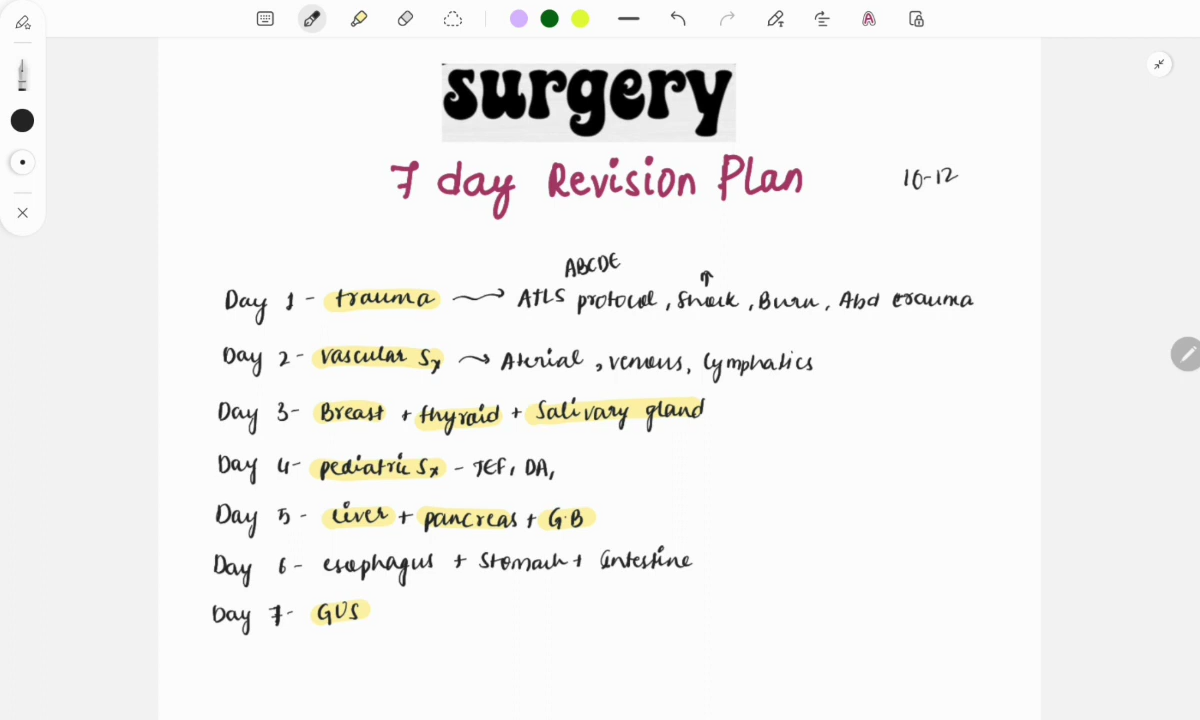 surgery
7 day Revision Plan
10-12
ABCDE
Day 1 - trauma → ATLS protocol, Shock, Burn, Abd trauma
Day 2 - vascular Sx → Aterial, venous, Lymphatics
Day 3 - Breast + thyroid + Salivary gland
Day 4 - pediatric Sx - TEF, DA,
Day 5 - Liver + pancreas + G.B
Day 6 - esophagus + Stomach + intestine
Day 7 - GUS